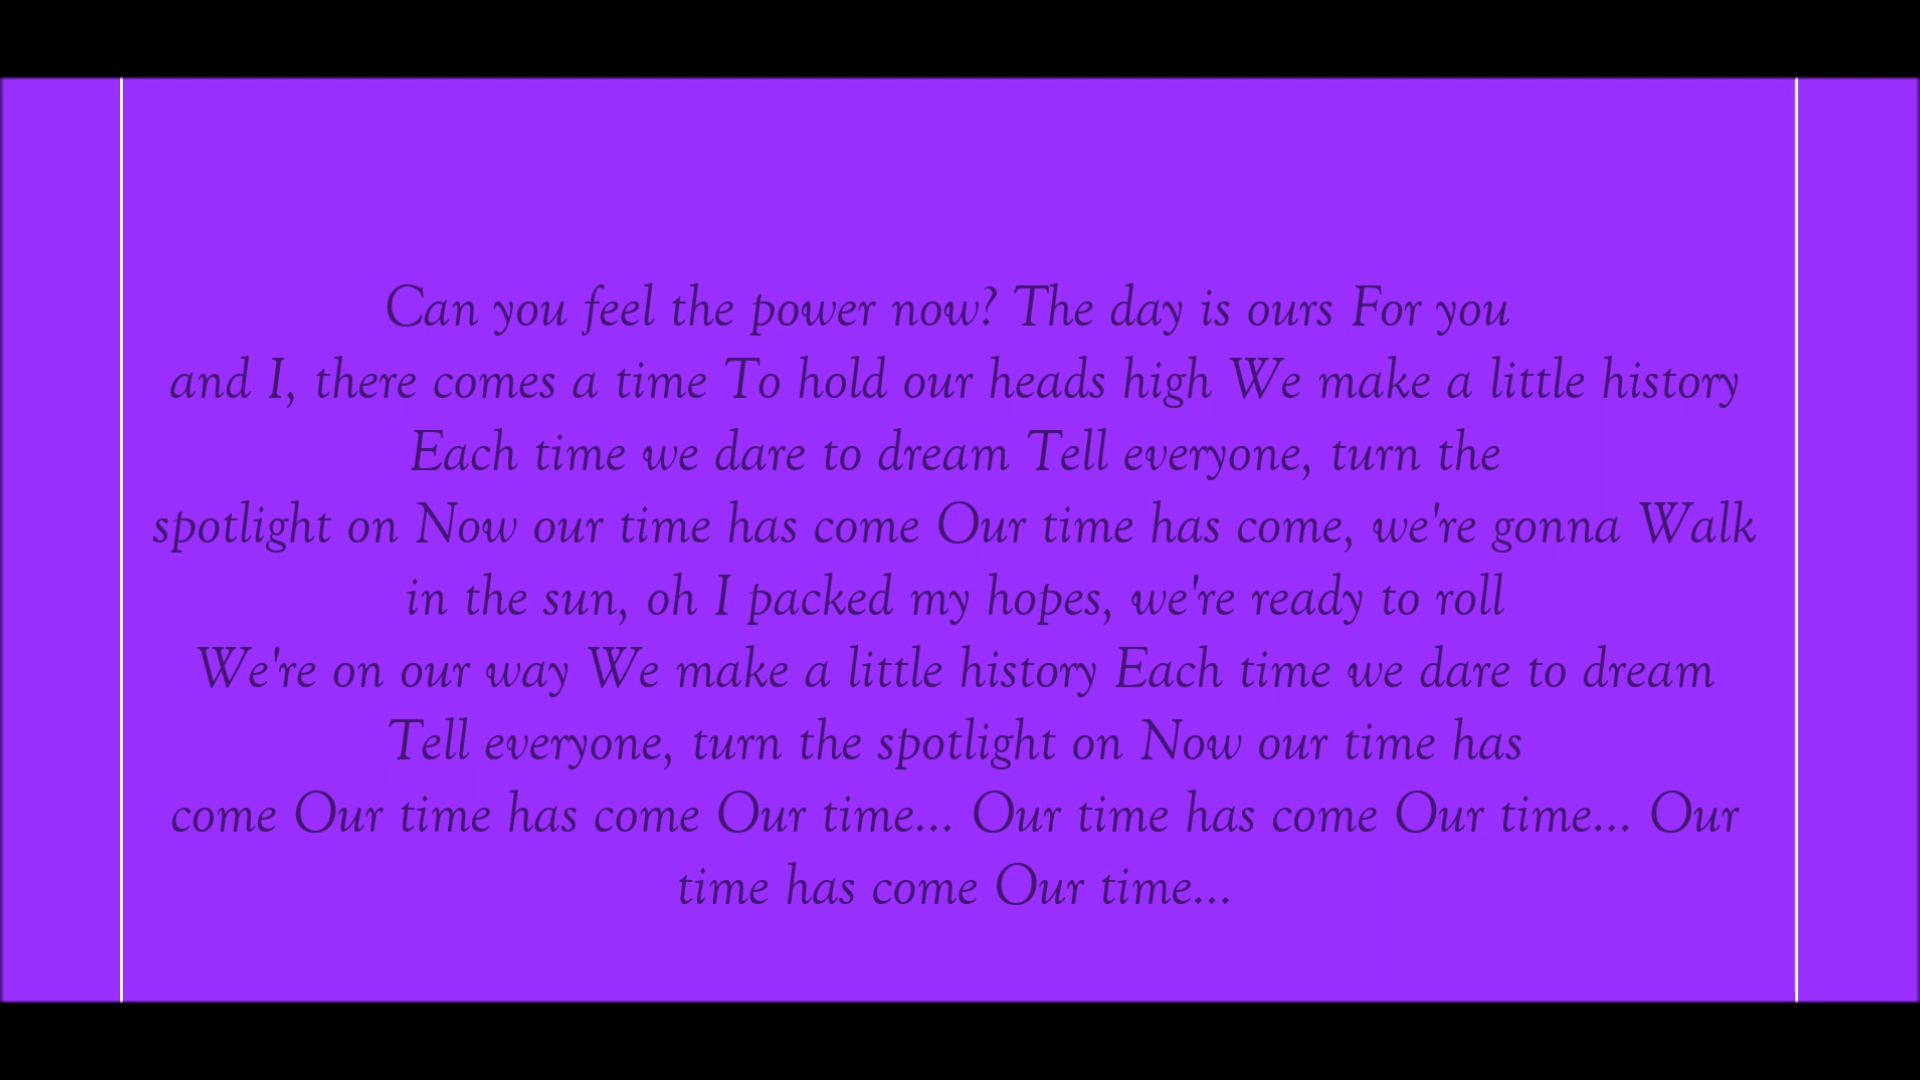 Can you feel the power now? The day is ours For you
and I, there comes a time To hold our heads high We make a little history
Each time we dare to dream Tell everyone, turn the
spotlight on Now our time has come Our time has come, we're gonna Walk
in the sun, oh I packed my hopes, we're ready to roll
We're on our way We make a little history Each time we dare to dream
Tell everyone, turn the spotlight on Now our time has
come Our time has come Our time... Our time has come Our time... Our
time has come Our time...